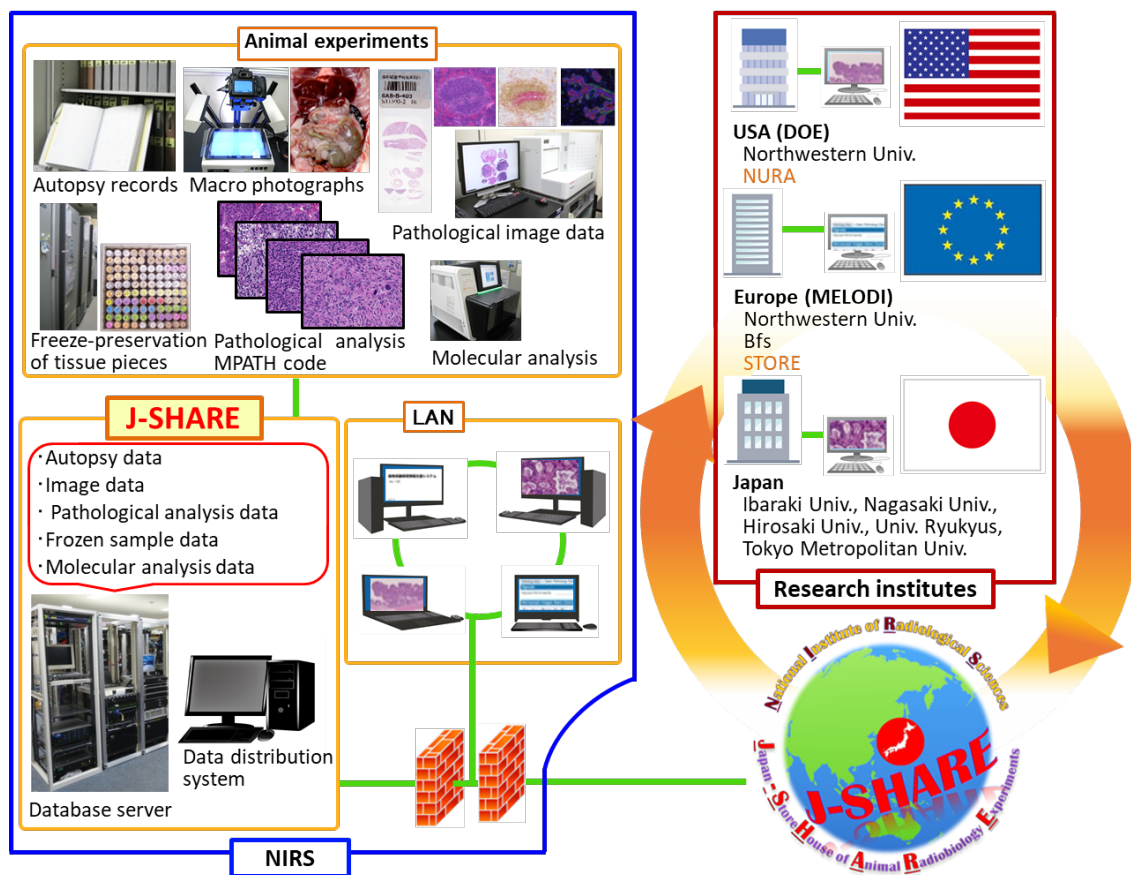 Animal experiments
Autopsy records
Macro photographs
Pathological image data
Freeze-preservation
of tissue pieces
Pathological analysis
MPATH code
Molecular analysis
J-SHARE
·Autopsy data
·Image data
· Pathological analysis data
·Frozen sample data
·Molecular analysis data
Database server
Data distribution
system
LAN
NIRS
USA (DOE)
Northwestern Univ.
NURA
Europe (MELODI)
Northwestern Univ.
Bfs
STORE
Japan
Ibaraki Univ., Nagasaki Univ.,
Hirosaki Univ., Univ. Ryukyus,
Tokyo Metropolitan Univ.
Research institutes
National Institute of Radiological Sciences
J-SHARE
Japan-StoreHouse of Animal Radiobiology Experiments